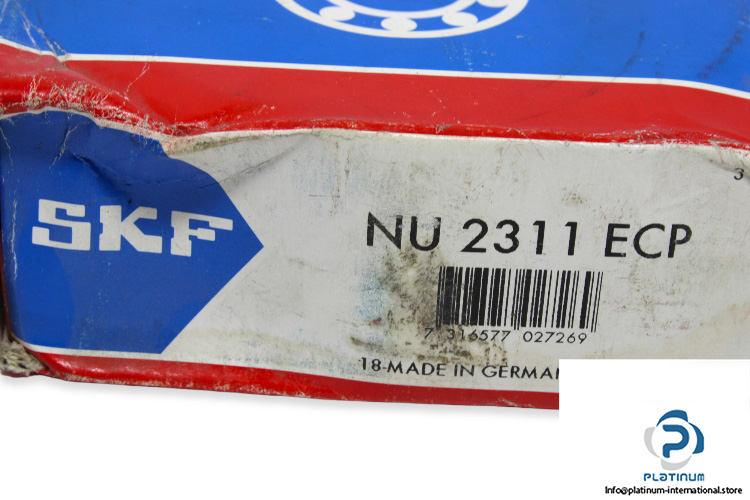 3
SKF
NU 2311 ECP
7 316577 027269
18-MADE IN GERMAN
PLATINUM
Info@platinum-international.store